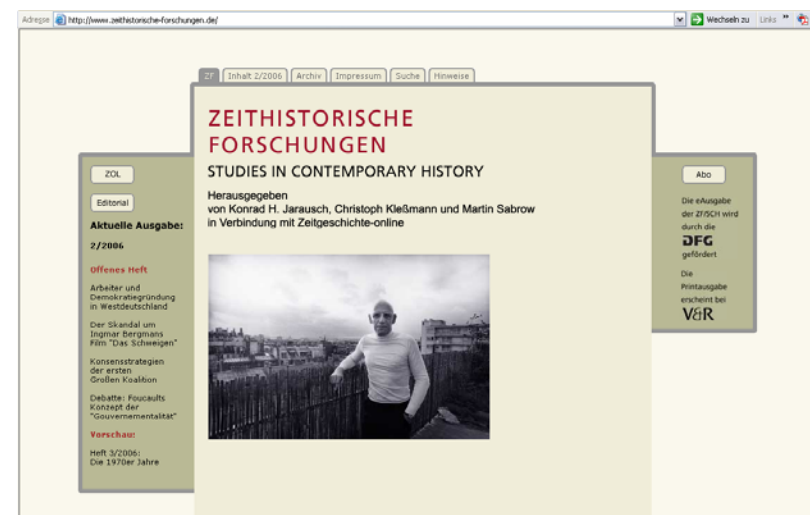 Adresse http://www.zeithistorische-forschungen.de/ Wechseln zu Links »
ZF Inhalt 2/2006 Archiv Impressum Suche Hinweise
ZEITHISTORISCHE
FORSCHUNGEN
STUDIES IN CONTEMPORARY HISTORY
Herausgegeben
von Konrad H. Jarausch, Christoph Kleßmann und Martin Sabrow
in Verbindung mit Zeitgeschichte-online
ZOL
Editorial
Aktuelle Ausgabe:
2/2006
Offenes Heft
Arbeiter und
Demokratiegründung
in Westdeutschland
Der Skandal um
Ingmar Bergmans
Film "Das Schweigen"
Konsensstrategien
der ersten
Großen Koalition
Debatte: Foucaults
Konzept der
"Gouvernementalität"
Vorschau:
Heft 3/2006:
Die 1970er Jahre
Abo
Die eAusgabe
der ZF/SCH wird
durch die
DFG
gefördert
Die
Printausgabe
erscheint bei
V&R